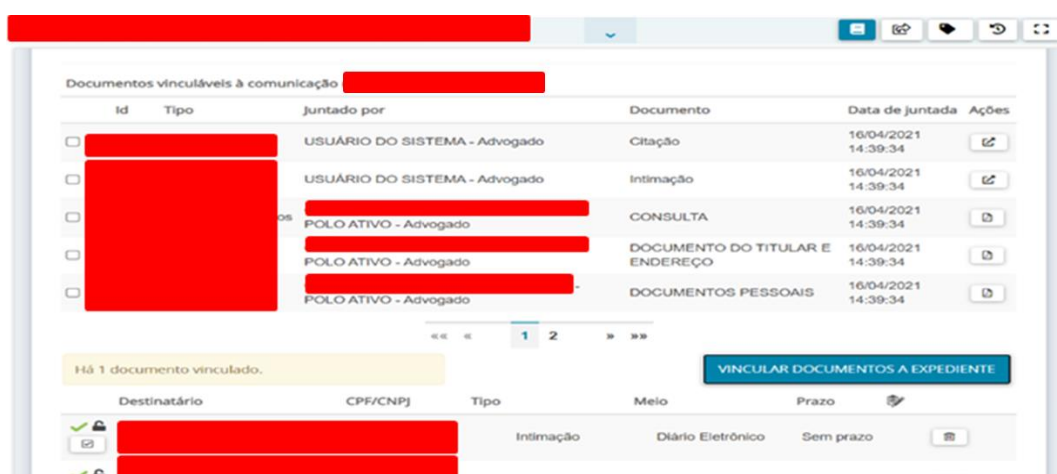 Documentos vinculáveis à comunicação
Id Tipo Juntado por Documento Data de juntada Ações
USUÁRIO DO SISTEMA - Advogado Citação 16/04/2021
14:39:34
USUÁRIO DO SISTEMA - Advogado Intimação 16/04/2021
14:39:34
os POLO ATIVO - Advogado CONSULTA 16/04/2021
14:39:34
POLO ATIVO - Advogado DOCUMENTO DO TITULAR E 16/04/2021
ENDEREÇO 14:39:34
- POLO ATIVO - Advogado DOCUMENTOS PESSOAIS 16/04/2021
14:39:34
«« « 1 2 » »»
Há 1 documento vinculado. VINCULAR DOCUMENTOS A EXPEDIENTE
Destinatário CPF/CNPJ Tipo Meio Prazo
Intimação Diário Eletrônico Sem prazo